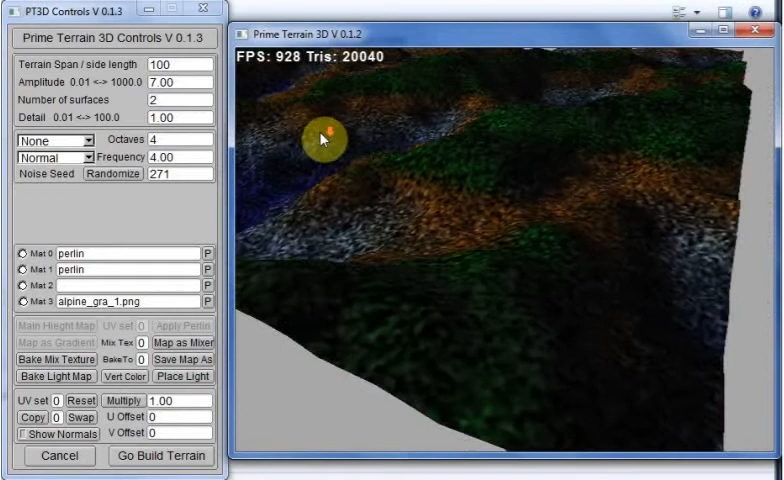 PT3D Controls V 0.1.3
Prime Terrain 3D Controls V 0.1.3
Terrain Span / side length 100
Amplitude 0.01 <-> 1000.0 7.00
Number of surfaces 2
Detail 0.01 <-> 100.0 1.00
None Octaves 4
Normal Frequency 4.00
Noise Seed Randomize 271
Mat 0 perlin P
Mat 1 perlin P
Mat 2 P
Mat 3 alpine_gra_1.png P
Main Hieght Map UV set 0 Apply Perlin
Map as Gradient Mix Tex 0 Map as Mixer
Bake Mix Texture BakeTo 0 Save Map As
Bake Light Map Vert Color Place Light
UV set 0 Reset Multiply 1.00
Copy 0 Swap U Offset 0
Show Normals V Offset 0
Cancel Go Build Terrain
Prime Terrain 3D V 0.1.2
FPS: 928 Tris: 20040